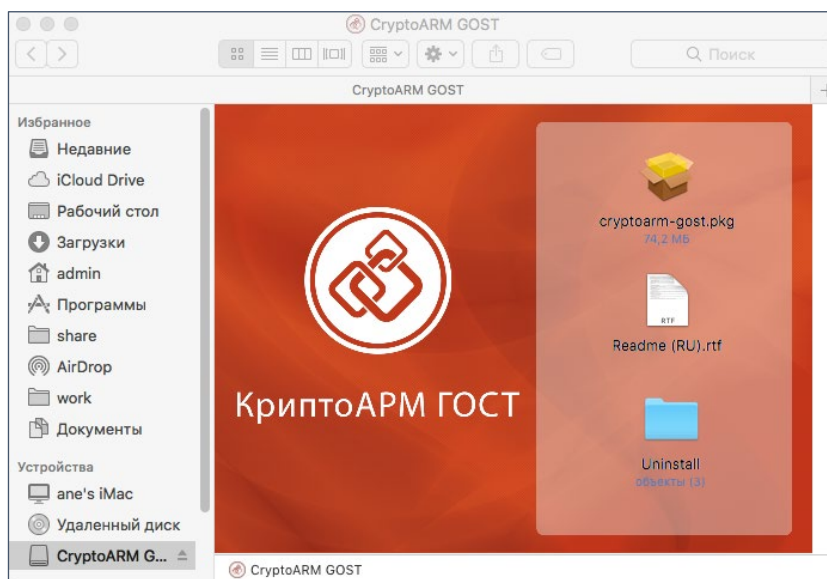 CryptoARM GOST
Поиск
CryptoARM GOST
Избранное
Недавние
iCloud Drive
Рабочий стол
Загрузки
admin
Программы
share
AirDrop
work
Документы
Устройства
ane's iMac
Удаленный диск
CryptoARM G...
КриптоАРМ ГОСТ
cryptoarm-gost.pkg
74,2 МБ
RTF
Readme (RU).rtf
Uninstall
объекты (3)
CryptoARM GOST